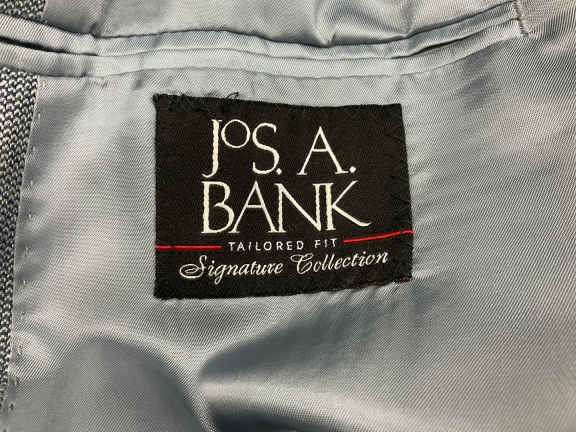 JOS. A.
BANK
TAILORED FIT
Signature Collection